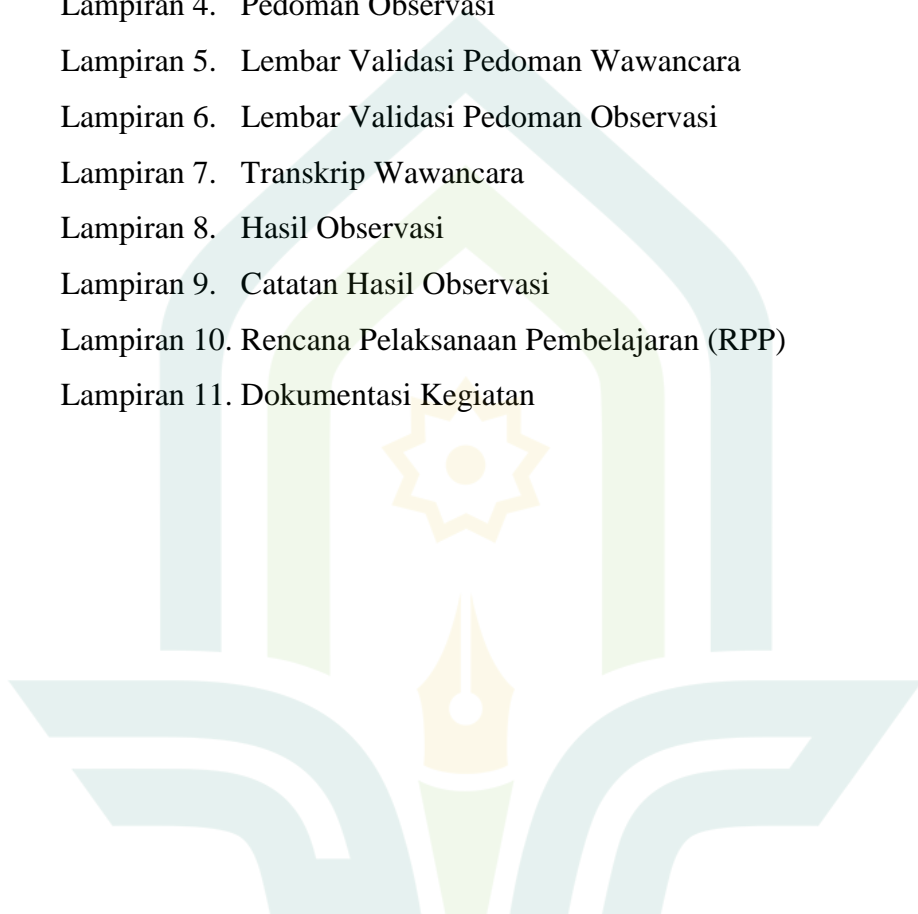 Lampiran 4. Pedoman Observasi
Lampiran 5. Lembar Validasi Pedoman Wawancara
Lampiran 6. Lembar Validasi Pedoman Observasi
Lampiran 7. Transkrip Wawancara
Lampiran 8. Hasil Observasi
Lampiran 9. Catatan Hasil Observasi
Lampiran 10. Rencana Pelaksanaan Pembelajaran (RPP)
Lampiran 11. Dokumentasi Kegiatan